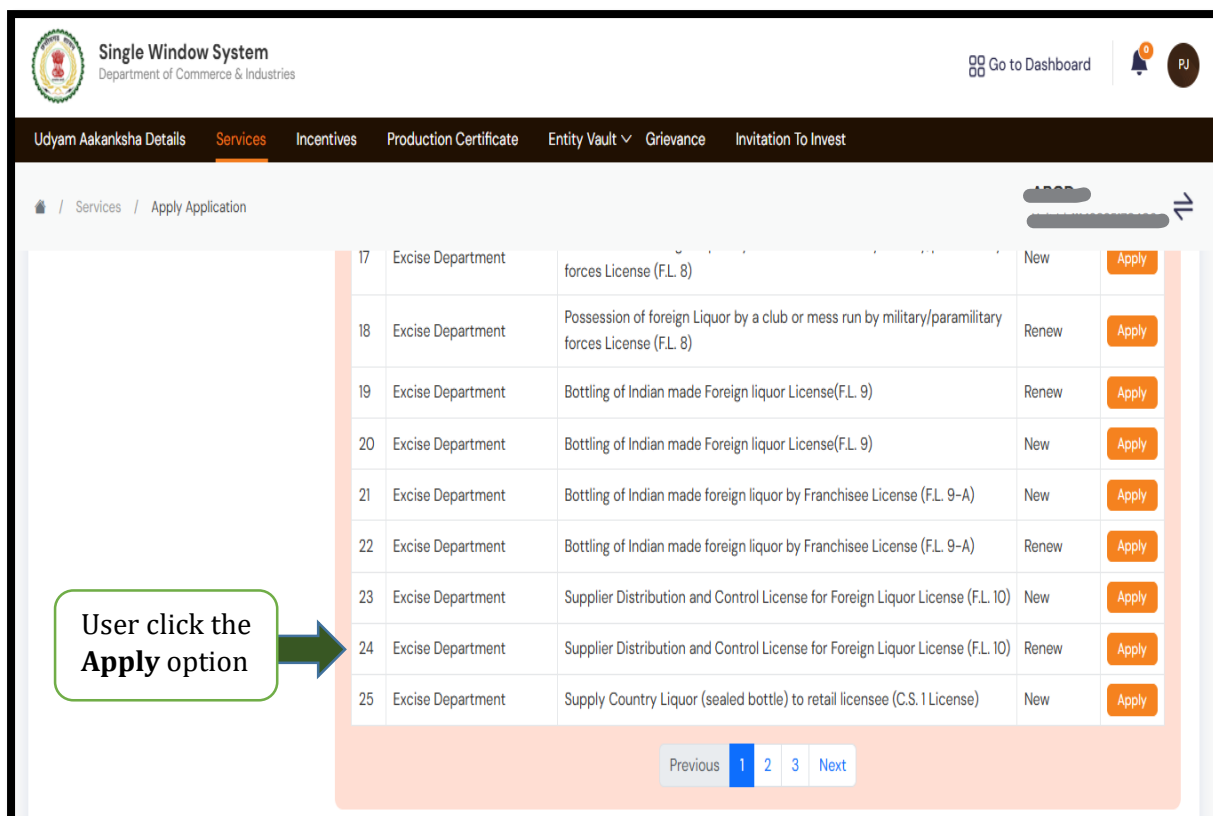 Single Window System
Department of Commerce & Industries
Go to Dashboard
0
PJ
Udyam Aakanksha Details Services Incentives Production Certificate Entity Vault Grievance Invitation To Invest
/ Services / Apply Application
17 Excise Department New Apply
forces License (F.L. 8)
Possession of foreign Liquor by a club or mess run by military/paramilitary
18 Excise Department Renew Apply
forces License (F.L. 8)
19 Excise Department Bottling of Indian made Foreign liquor License(F.L. 9) Renew Apply
20 Excise Department Bottling of Indian made Foreign liquor License(F.L. 9) New Apply
21 Excise Department Bottling of Indian made foreign liquor by Franchisee License (F.L. 9-A) New Apply
22 Excise Department Bottling of Indian made foreign liquor by Franchisee License (F.L. 9-A) Renew Apply
23 Excise Department Supplier Distribution and Control License for Foreign Liquor License (F.L. 10) New Apply
User click the
Apply option
24 Excise Department Supplier Distribution and Control License for Foreign Liquor License (F.L. 10) Renew Apply
25 Excise Department Supply Country Liquor (sealed bottle) to retail licensee (C.S. 1 License) New Apply
Previous 1 2 3 Next